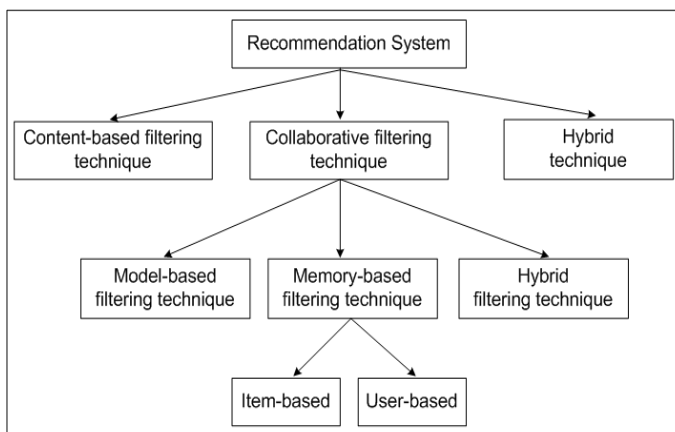 Recommendation System
Content-based filtering
technique
Collaborative filtering
technique
Hybrid
technique
Model-based
filtering technique
Memory-based
filtering technique
Hybrid
filtering technique
Item-based
User-based